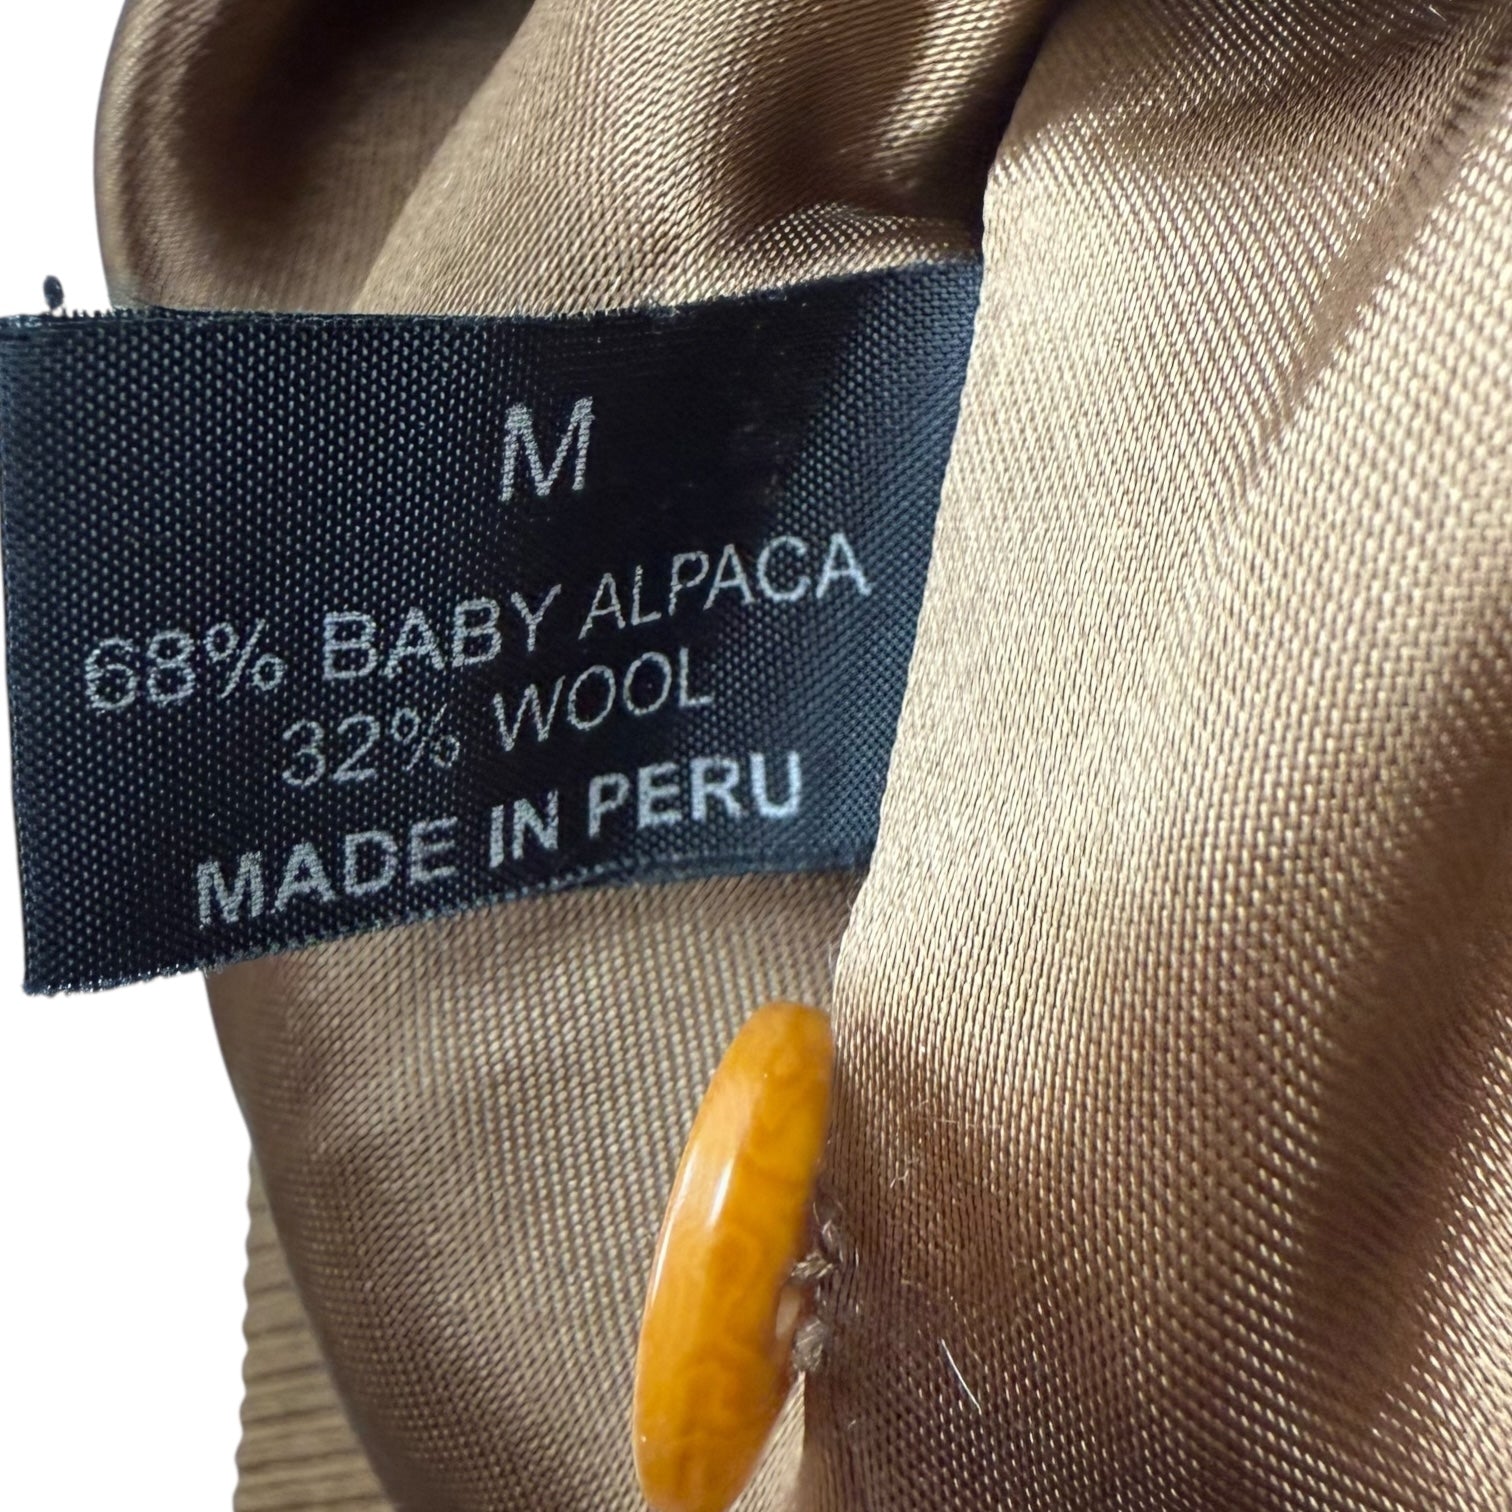 M
68% BABY ALPACA
32% WOOL
MADE IN PERU